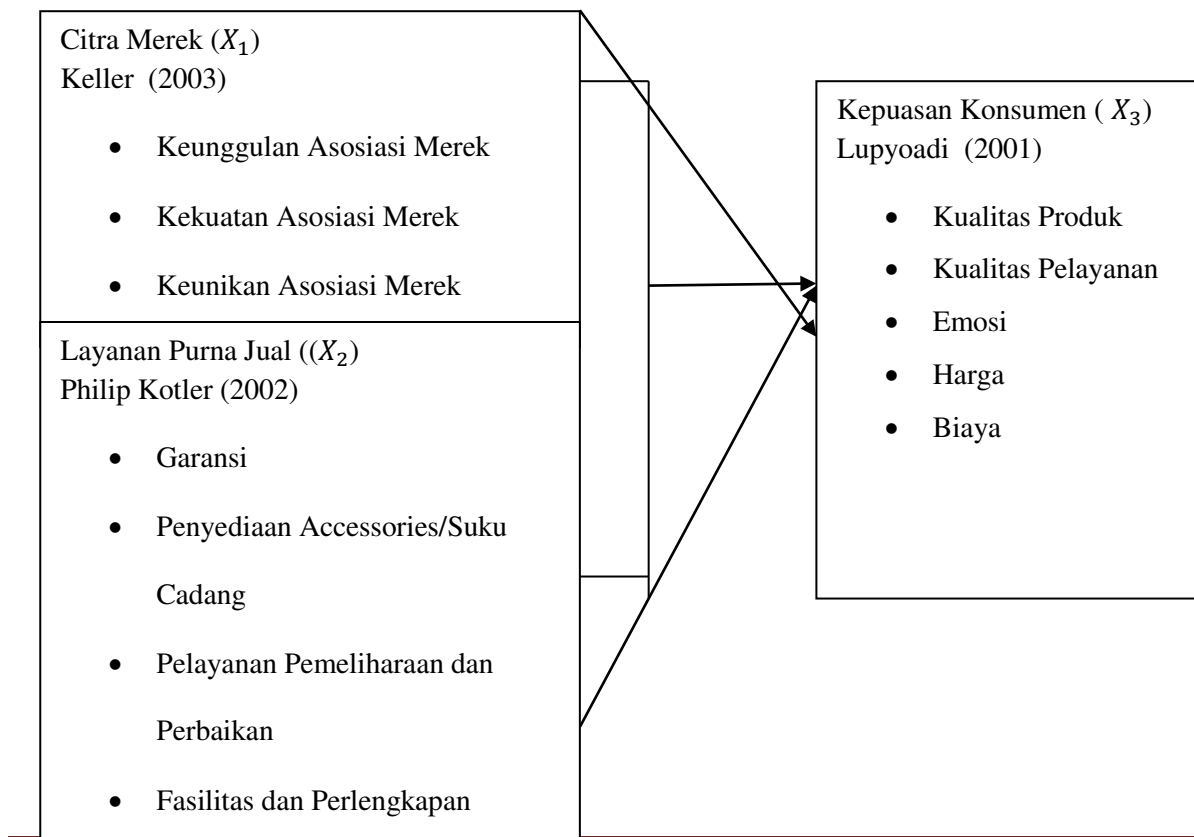 Citra Merek (𝑋₁)
Keller (2003)
• Keunggulan Asosiasi Merek
• Kekuatan Asosiasi Merek
• Keunikan Asosiasi Merek
Layanan Purna Jual ((𝑋₂)
Philip Kotler (2002)
• Garansi
• Penyediaan Accessories/Suku
Cadang
• Pelayanan Pemeliharaan dan
Perbaikan
• Fasilitas dan Perlengkapan
Kepuasan Konsumen ( 𝑋₃)
Lupyoadi (2001)
• Kualitas Produk
• Kualitas Pelayanan
• Emosi
• Harga
• Biaya